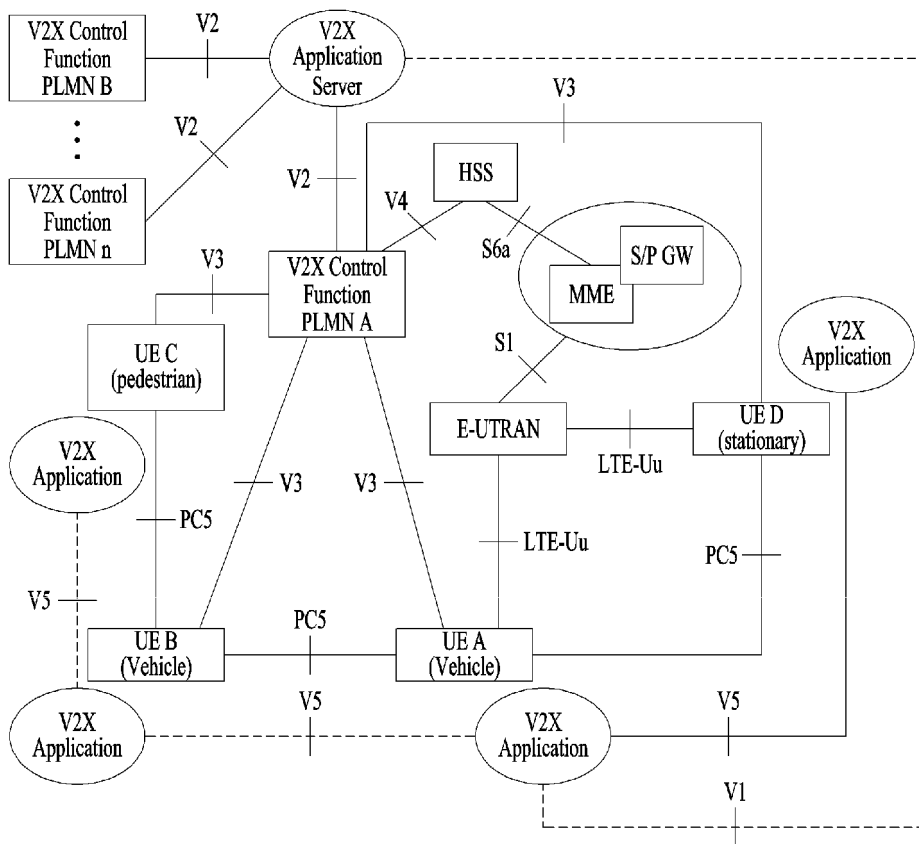 V2X Control
Function
PLMN B
V2
V2X
Application
Server
V2
V2X Control
Function
PLMN n
V2
V3
HSS
V4
S6a
S/P GW
MME
V2X Control
Function
PLMN A
V3
UE C
(pedestrian)
S1
V2X
Application
E-UTRAN
LTE-Uu
UE D
(stationary)
V2X
Application
V3
V3
PC5
LTE-Uu
PC5
V5
UE B
(Vehicle)
PC5
UE A
(Vehicle)
V2X
Application
V5
V2X
Application
V5
V1